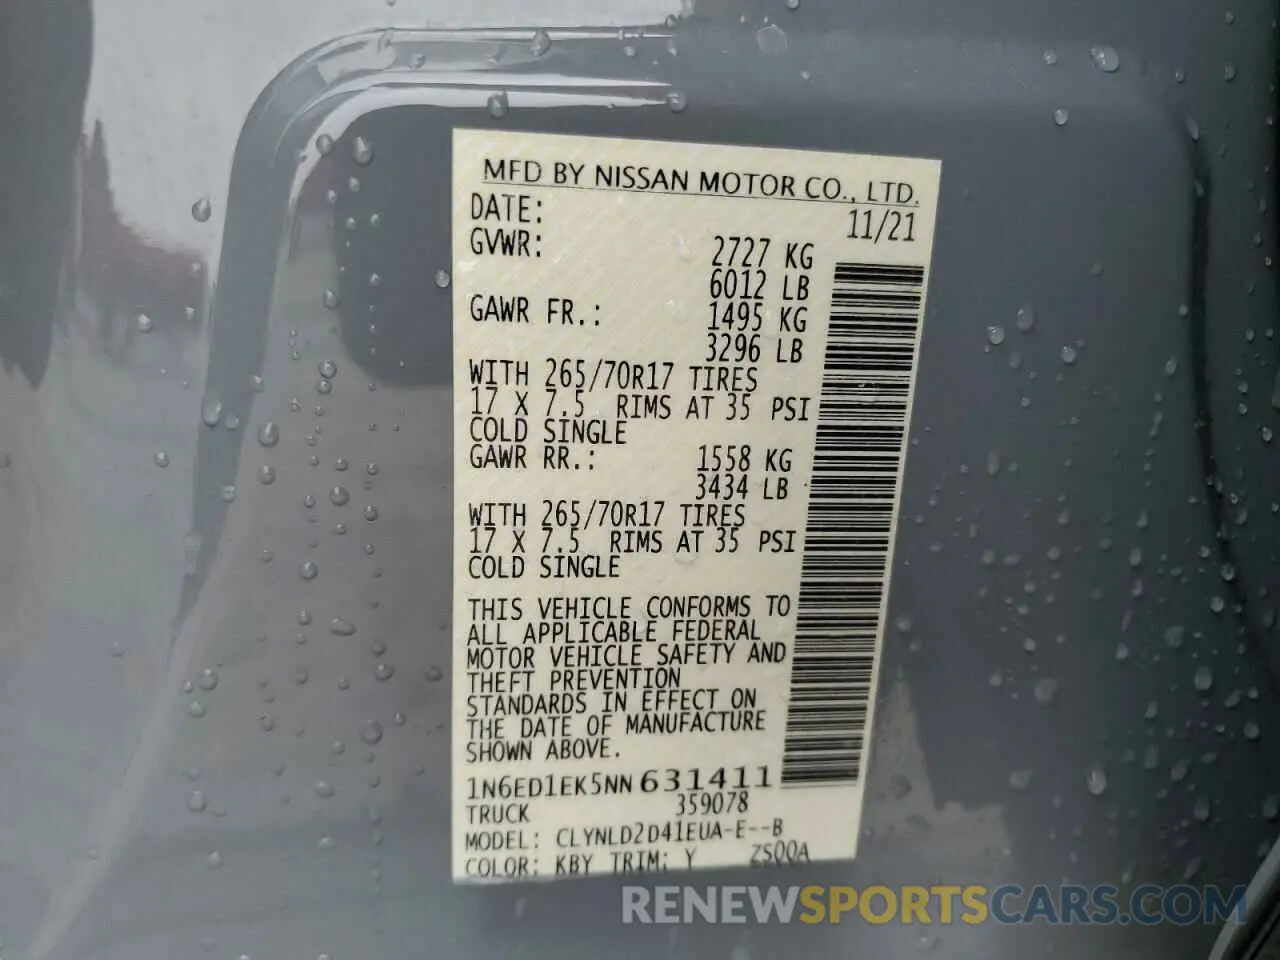 MFD BY NISSAN MOTOR CO., LTD.
DATE: 11/21
GVWR: 2727 KG
6012 LB
GAWR FR.: 1495 KG
3296 LB
WITH 265/70R17 TIRES
17 X 7.5 RIMS AT 35 PSI
COLD SINGLE
GAWR RR.: 1558 KG
3434 LB
WITH 265/70R17 TIRES
17 X 7.5 RIMS AT 35 PSI
COLD SINGLE
THIS VEHICLE CONFORMS TO
ALL APPLICABLE FEDERAL
MOTOR VEHICLE SAFETY AND
THEFT PREVENTION
STANDARDS IN EFFECT ON
THE DATE OF MANUFACTURE
SHOWN ABOVE.
1N6ED1EK5NN631411
TRUCK 359078
MODEL: CLYNLD2D41EUA-E--B
COLOR: KBY TRIM: Y ZSOOA
RENEWSPORTSCARS.COM